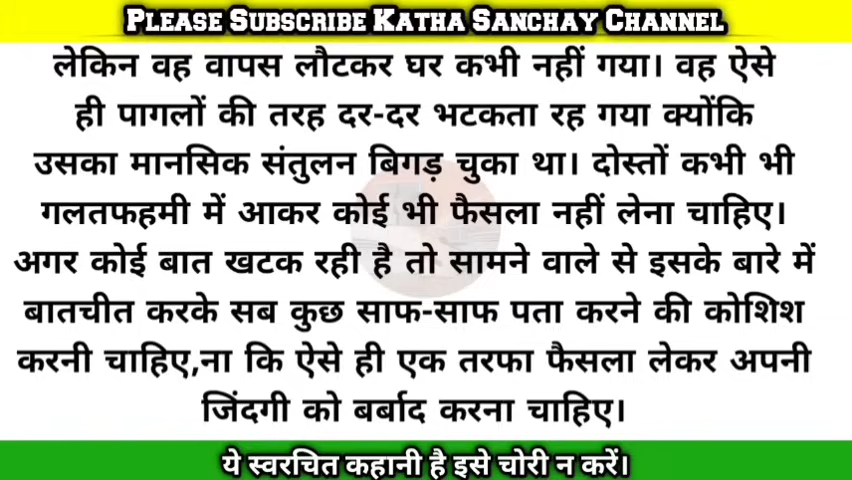 PLEASE SUBSCRIBE KATHA SANCHAY CHANNEL
लेकिन वह वापस लौटकर घर कभी नहीं गया। वह ऐसे
ही पागलों की तरह दर-दर भटकता रह गया क्योंकि
उसका मानसिक संतुलन बिगड़ चुका था। दोस्तों कभी भी
गलतफहमी में आकर कोई भी फैसला नहीं लेना चाहिए।
अगर कोई बात खटक रही है तो सामने वाले से इसके बारे में
बातचीत करके सब कुछ साफ-साफ पता करने की कोशिश
करनी चाहिए,ना कि ऐसे ही एक तरफा फैसला लेकर अपनी
जिंदगी को बर्बाद करना चाहिए।
ये स्वरचित कहानी है इसे चोरी न करें।